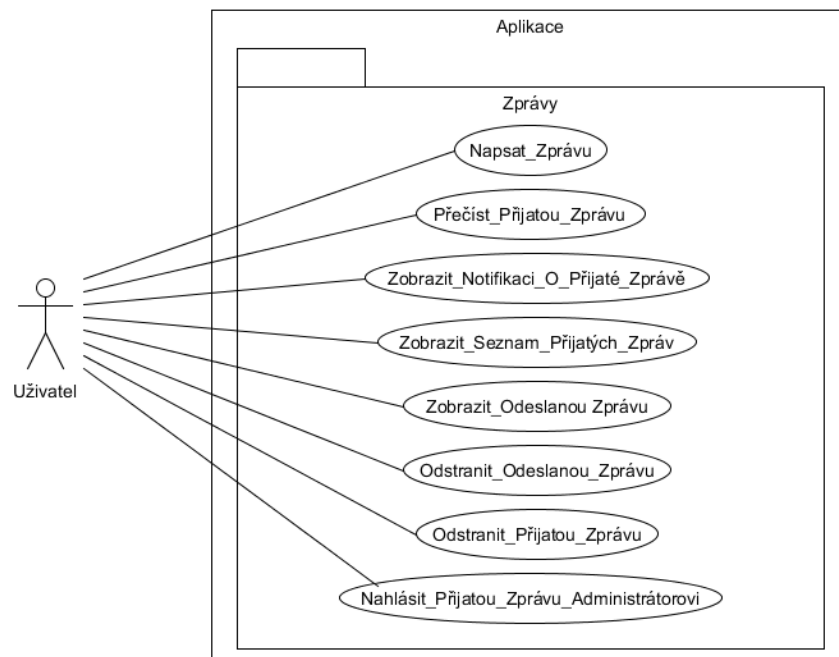 Aplikace
Zprávy
Napsat_Zprávu
Přečíst_Přijatou_Zprávu
Zobrazit_Notifikaci_O_Přijaté_Zprávě
Zobrazit_Seznam_Přijatých_Zpráv
Uživatel
Zobrazit_Odeslanou Zprávu
Odstranit_Odeslanou_Zprávu
Odstranit_Přijatou_Zprávu
Nahlásit_Přijatou_Zprávu_Administrátorovi